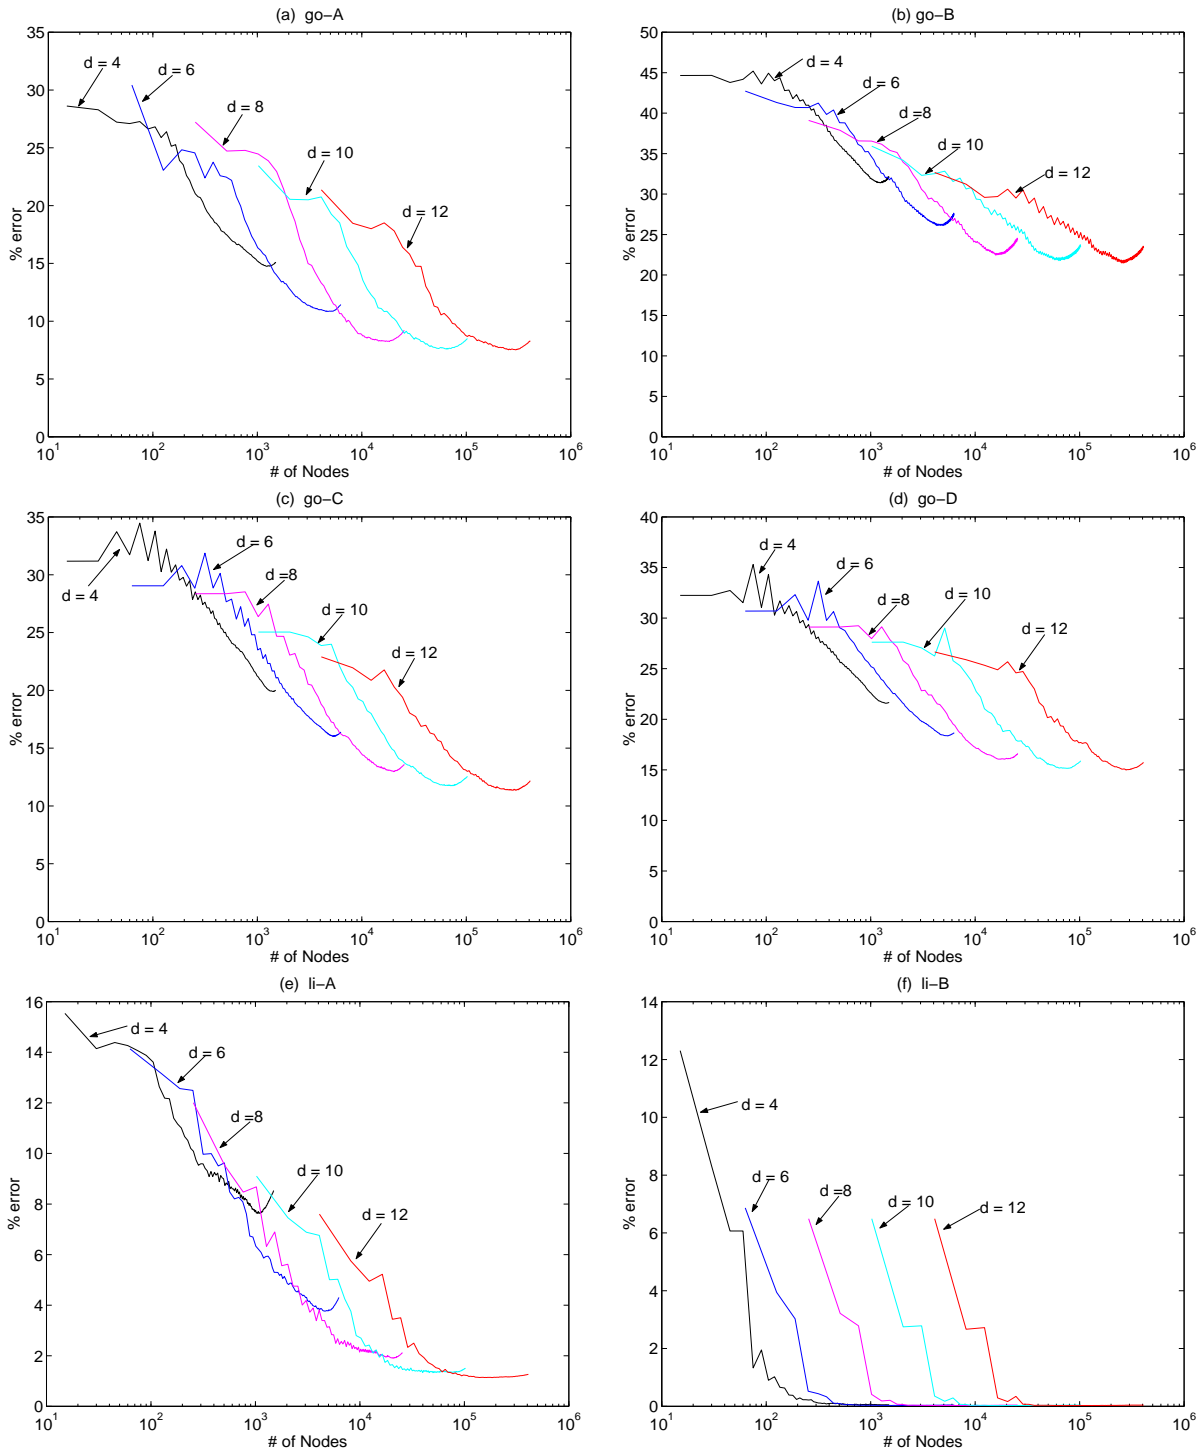 (a) go−A
35
30
25
20
15
10
5
0
% error
d = 4
d = 6
d = 8
d = 10
d = 12
10^1
10^2
10^3
10^4
10^5
10^6
# of Nodes
(b) go−B
50
45
40
35
30
25
20
15
10
5
0
% error
d = 4
d = 6
d =8
d = 10
d = 12
10^1
10^2
10^3
10^4
10^5
10^6
# of Nodes
(c) go−C
35
30
25
20
15
10
5
0
% error
d = 4
d = 6
d =8
d = 10
d = 12
10^1
10^2
10^3
10^4
10^5
10^6
# of Nodes
(d) go−D
40
35
30
25
20
15
10
5
0
% error
d = 4
d = 6
d =8
d = 10
d = 12
10^1
10^2
10^3
10^4
10^5
10^6
# of Nodes
(e) li−A
16
14
12
10
8
6
4
2
0
% error
d = 4
d = 6
d =8
d = 10
d = 12
10^1
10^2
10^3
10^4
10^5
10^6
# of Nodes
(f) li−B
14
12
10
8
6
4
2
0
% error
d = 4
d = 6
d =8
d = 10
d = 12
10^1
10^2
10^3
10^4
10^5
10^6
# of Nodes